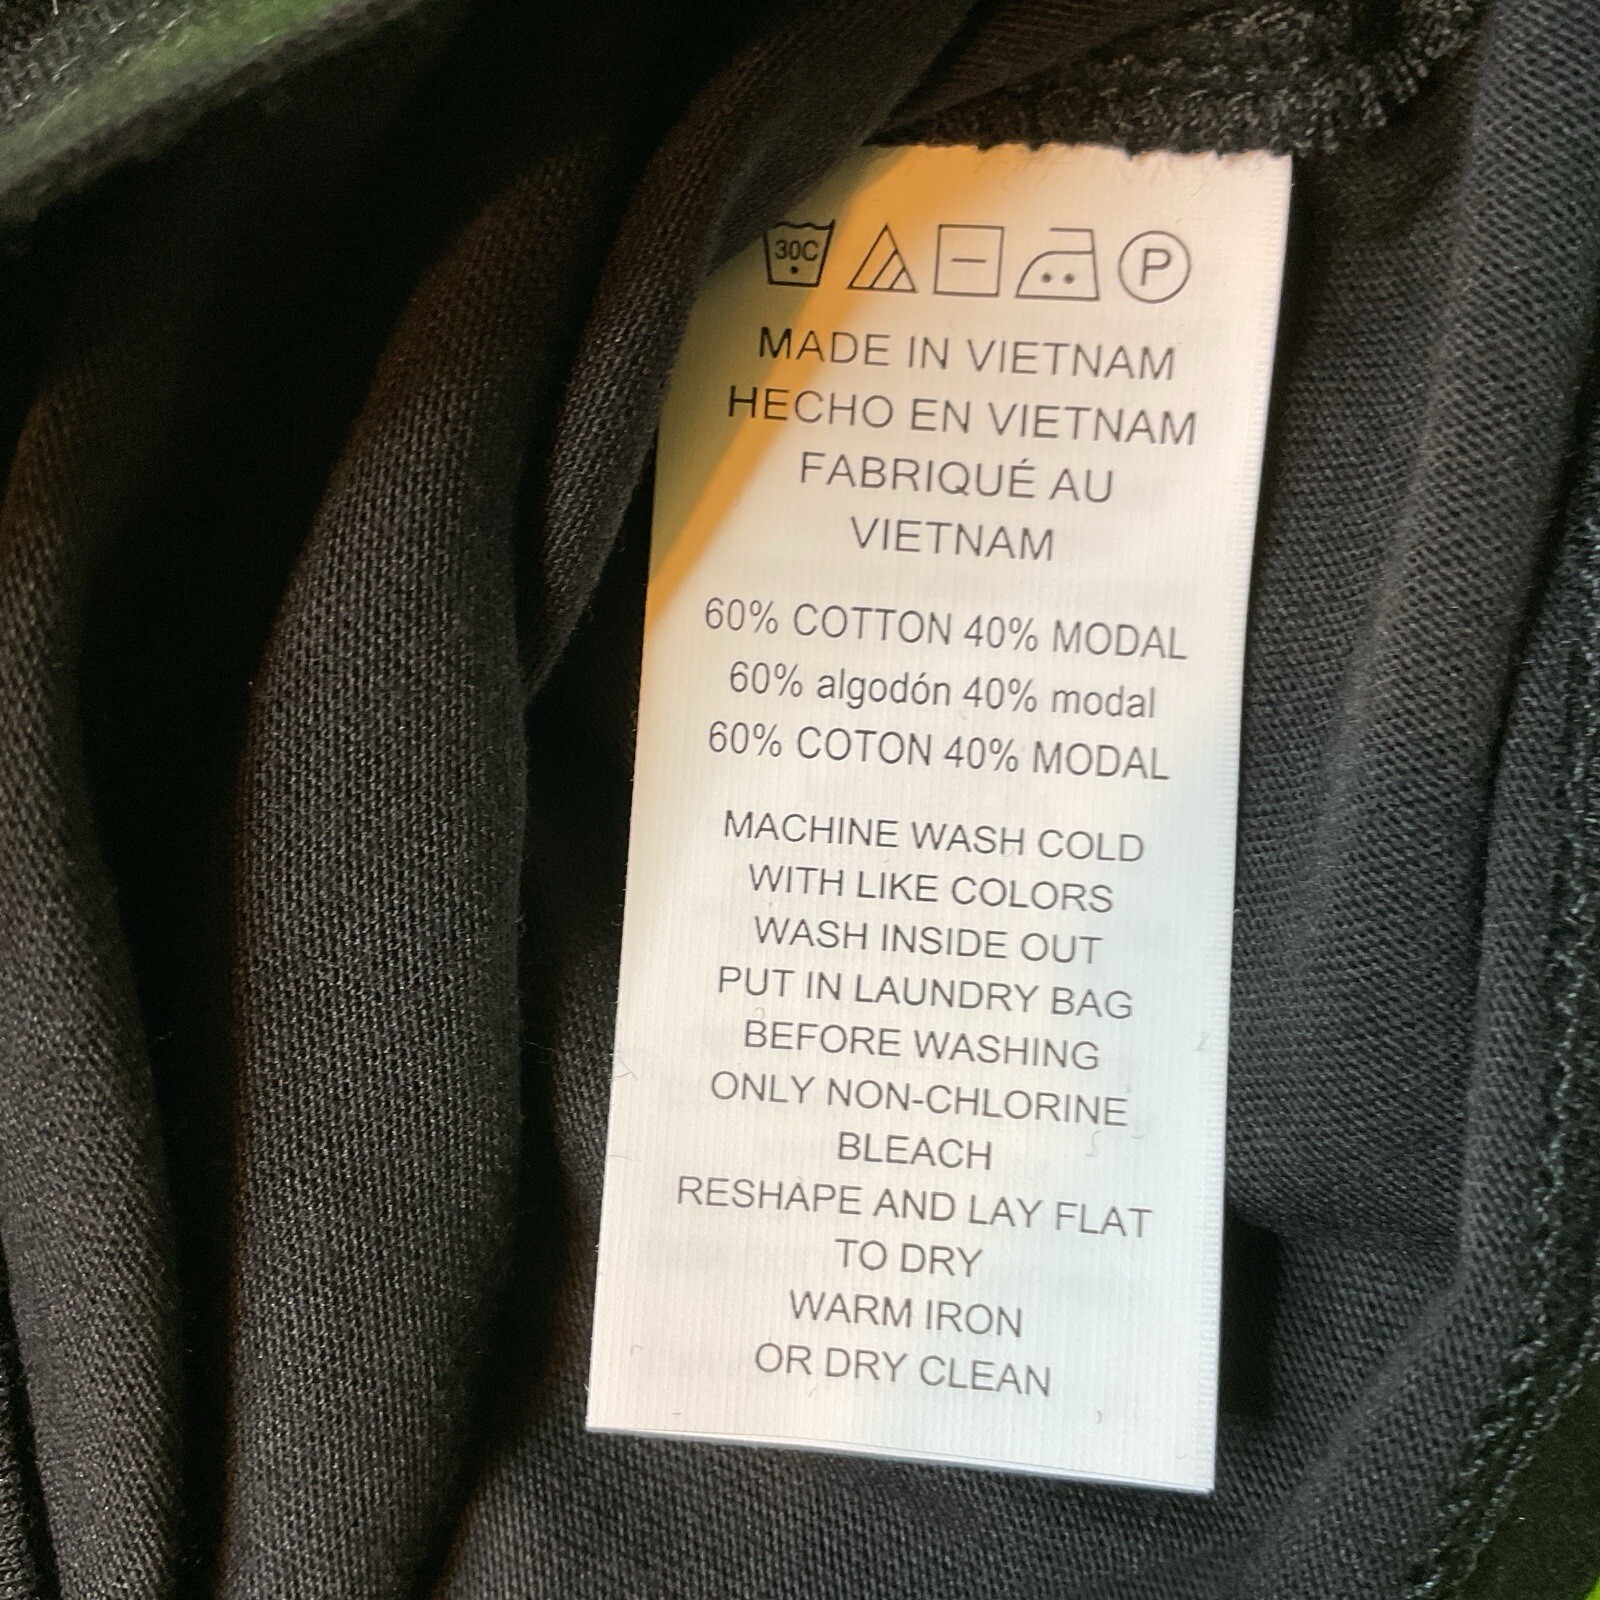 30C P
MADE IN VIETNAM
HECHO EN VIETNAM
FABRIQUÉ AU
VIETNAM
60% COTTON 40% MODAL
60% algodón 40% modal
60% COTON 40% MODAL
MACHINE WASH COLD
WITH LIKE COLORS
WASH INSIDE OUT
PUT IN LAUNDRY BAG
BEFORE WASHING
ONLY NON-CHLORINE
BLEACH
RESHAPE AND LAY FLAT
TO DRY
WARM IRON
OR DRY CLEAN